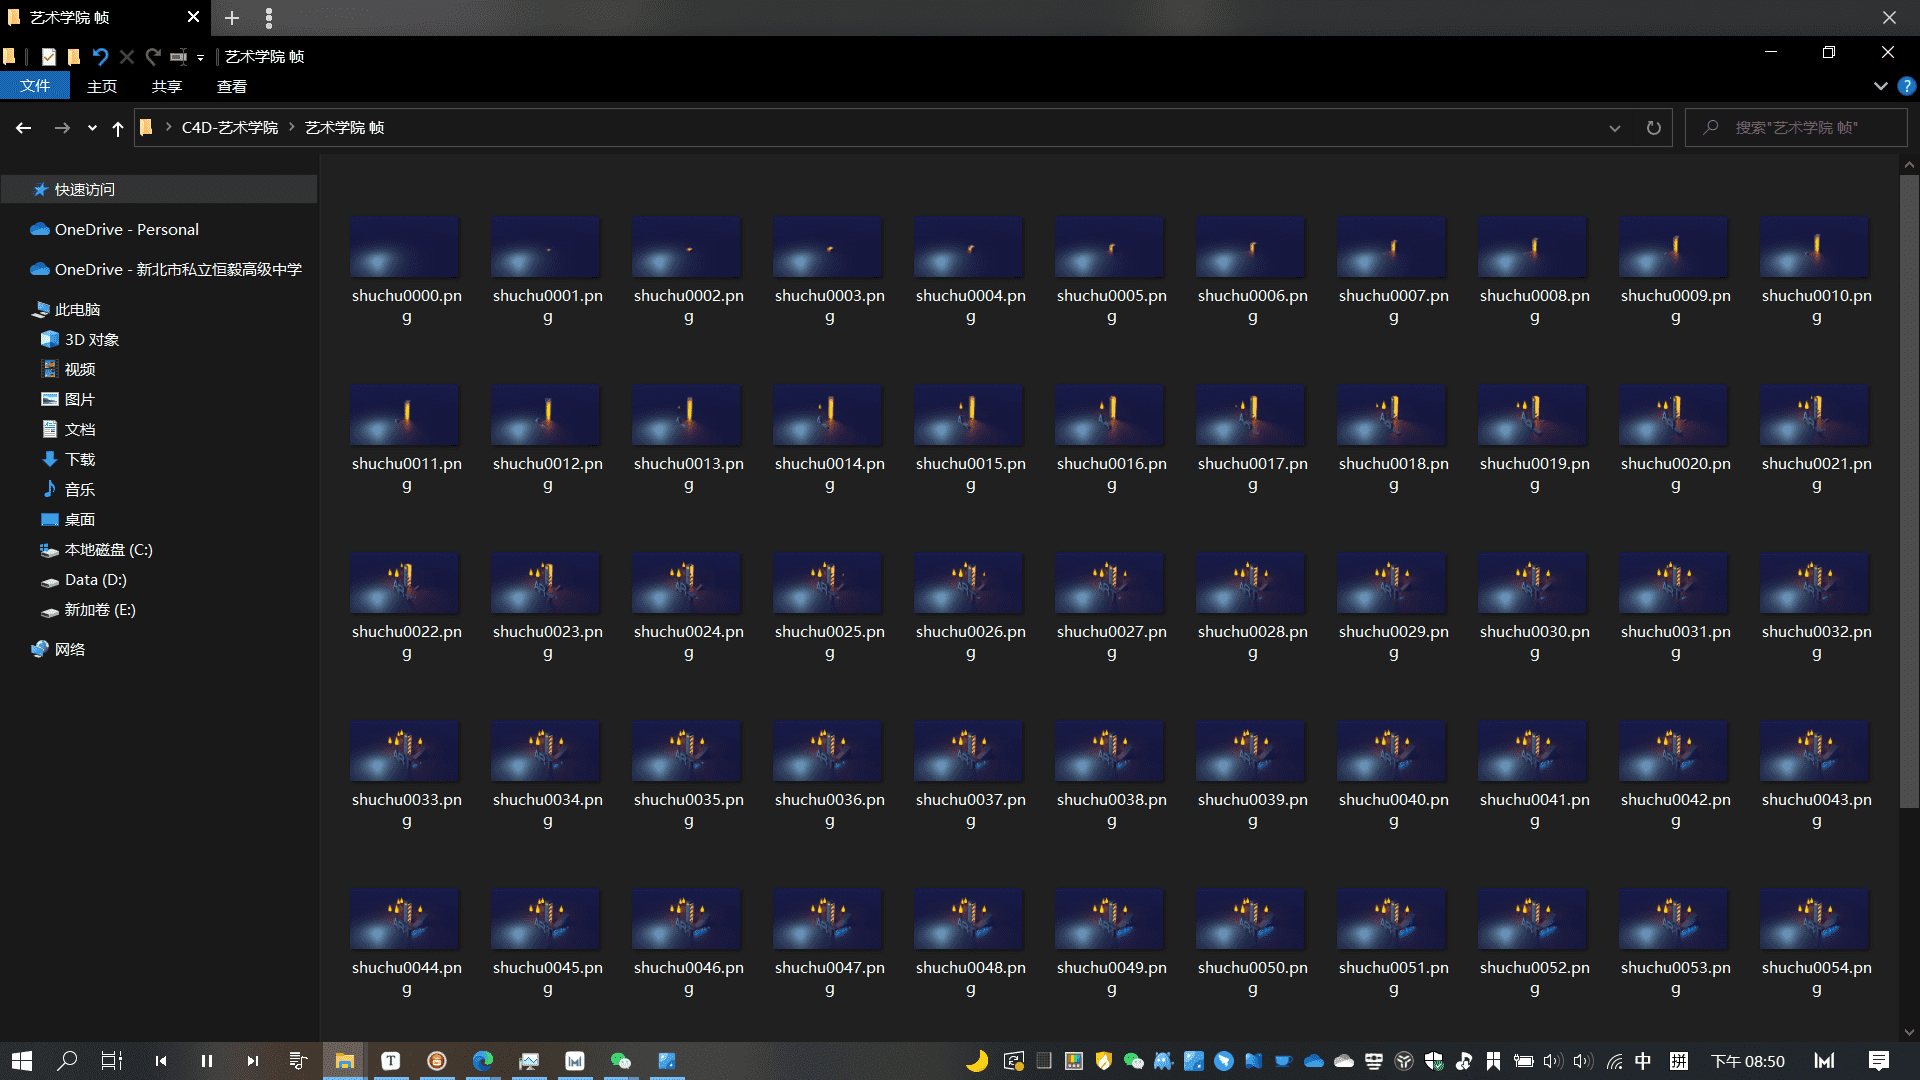 艺术学院 帧
艺术学院 帧
文件 主页 共享 查看
C4D-艺术学院 艺术学院 帧 搜索"艺术学院 帧"
快速访问
OneDrive - Personal
OneDrive - 新北市私立恒毅高级中学
此电脑
3D 对象
视频
图片
文档
下载
音乐
桌面
本地磁盘 (C:)
Data (D:)
新加卷 (E:)
网络
shuchu0000.png
shuchu0001.png
shuchu0002.png
shuchu0003.png
shuchu0004.png
shuchu0005.png
shuchu0006.png
shuchu0007.png
shuchu0008.png
shuchu0009.png
shuchu0010.png
shuchu0011.png
shuchu0012.png
shuchu0013.png
shuchu0014.png
shuchu0015.png
shuchu0016.png
shuchu0017.png
shuchu0018.png
shuchu0019.png
shuchu0020.png
shuchu0021.png
shuchu0022.png
shuchu0023.png
shuchu0024.png
shuchu0025.png
shuchu0026.png
shuchu0027.png
shuchu0028.png
shuchu0029.png
shuchu0030.png
shuchu0031.png
shuchu0032.png
shuchu0033.png
shuchu0034.png
shuchu0035.png
shuchu0036.png
shuchu0037.png
shuchu0038.png
shuchu0039.png
shuchu0040.png
shuchu0041.png
shuchu0042.png
shuchu0043.png
shuchu0044.png
shuchu0045.png
shuchu0046.png
shuchu0047.png
shuchu0048.png
shuchu0049.png
shuchu0050.png
shuchu0051.png
shuchu0052.png
shuchu0053.png
shuchu0054.png
中 拼 下午 08:50